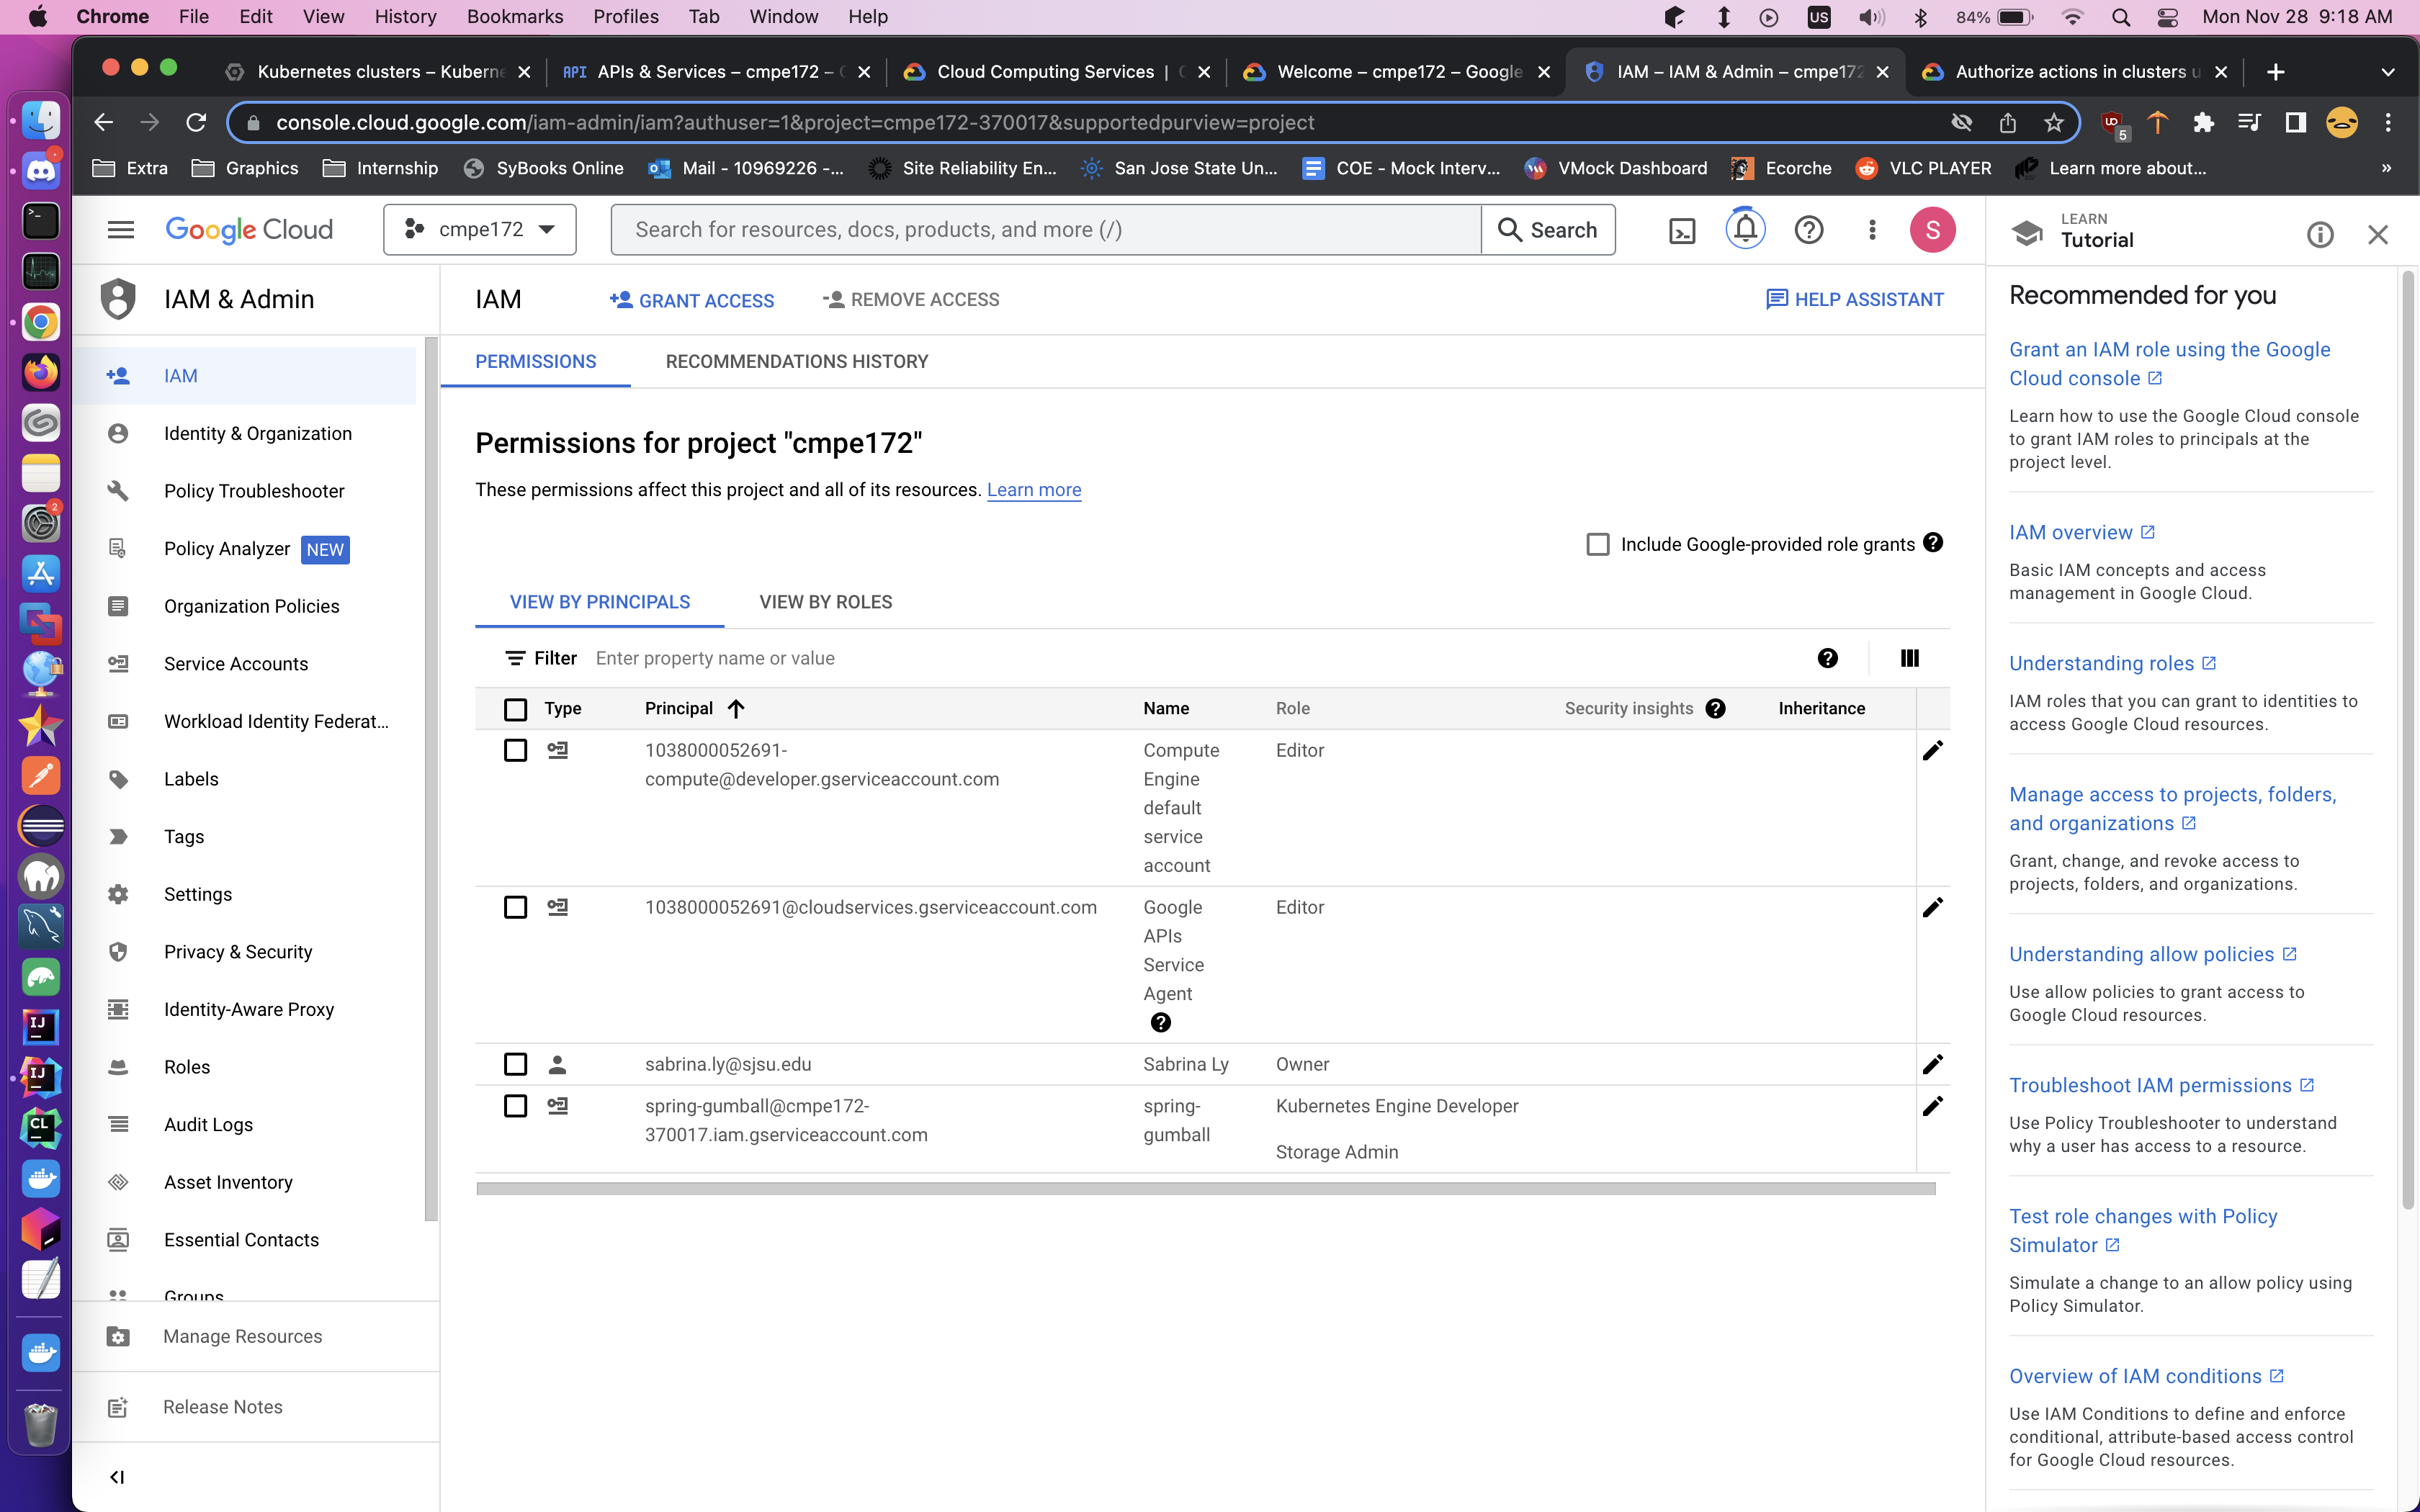 Chrome File Edit View History Bookmarks Profiles Tab Window Help
US 84% Mon Nov 28 9:18 AM
Kubernetes clusters – Kuberne
API APIs & Services – cmpe172 –
Cloud Computing Services |
Welcome – cmpe172 – Google
IAM – IAM & Admin – cmpe172
Authorize actions in clusters u
console.cloud.google.com/iam-admin/iam?authuser=1&project=cmpe172-370017&supportedpurview=project
5
Extra Graphics Internship SyBooks Online Mail - 10969226 -... Site Reliability En... San Jose State Un... COE - Mock Interv... VMock Dashboard Ecorche VLC PLAYER Learn more about... »
Google Cloud
cmpe172
Search for resources, docs, products, and more (/)
Search
S
LEARN
Tutorial
IAM & Admin
IAM
Identity & Organization
Policy Troubleshooter
Policy Analyzer NEW
Organization Policies
Service Accounts
Workload Identity Federat...
Labels
Tags
Settings
Privacy & Security
Identity-Aware Proxy
Roles
Audit Logs
Asset Inventory
Essential Contacts
Groups
Manage Resources
Release Notes
IAM GRANT ACCESS REMOVE ACCESS HELP ASSISTANT
PERMISSIONS RECOMMENDATIONS HISTORY
Permissions for project "cmpe172"
These permissions affect this project and all of its resources. Learn more
Include Google-provided role grants
VIEW BY PRINCIPALS VIEW BY ROLES
Filter Enter property name or value
Type Principal Name Role Security insights Inheritance
1038000052691-
compute@developer.gserviceaccount.com
Compute
Engine
default
service
account
Editor
1038000052691@cloudservices.gserviceaccount.com
Google
APIs
Service
Agent
Editor
sabrina.ly@sjsu.edu Sabrina Ly Owner
spring-gumball@cmpe172-
370017.iam.gserviceaccount.com
spring-
gumball
Kubernetes Engine Developer
Storage Admin
Recommended for you
Grant an IAM role using the Google
Cloud console
Learn how to use the Google Cloud console
to grant IAM roles to principals at the
project level.
IAM overview
Basic IAM concepts and access
management in Google Cloud.
Understanding roles
IAM roles that you can grant to identities to
access Google Cloud resources.
Manage access to projects, folders,
and organizations
Grant, change, and revoke access to
projects, folders, and organizations.
Understanding allow policies
Use allow policies to grant access to
Google Cloud resources.
Troubleshoot IAM permissions
Use Policy Troubleshooter to understand
why a user has access to a resource.
Test role changes with Policy
Simulator
Simulate a change to an allow policy using
Policy Simulator.
Overview of IAM conditions
Use IAM Conditions to define and enforce
conditional, attribute-based access control
for Google Cloud resources.
2
IJ
IJ
CL